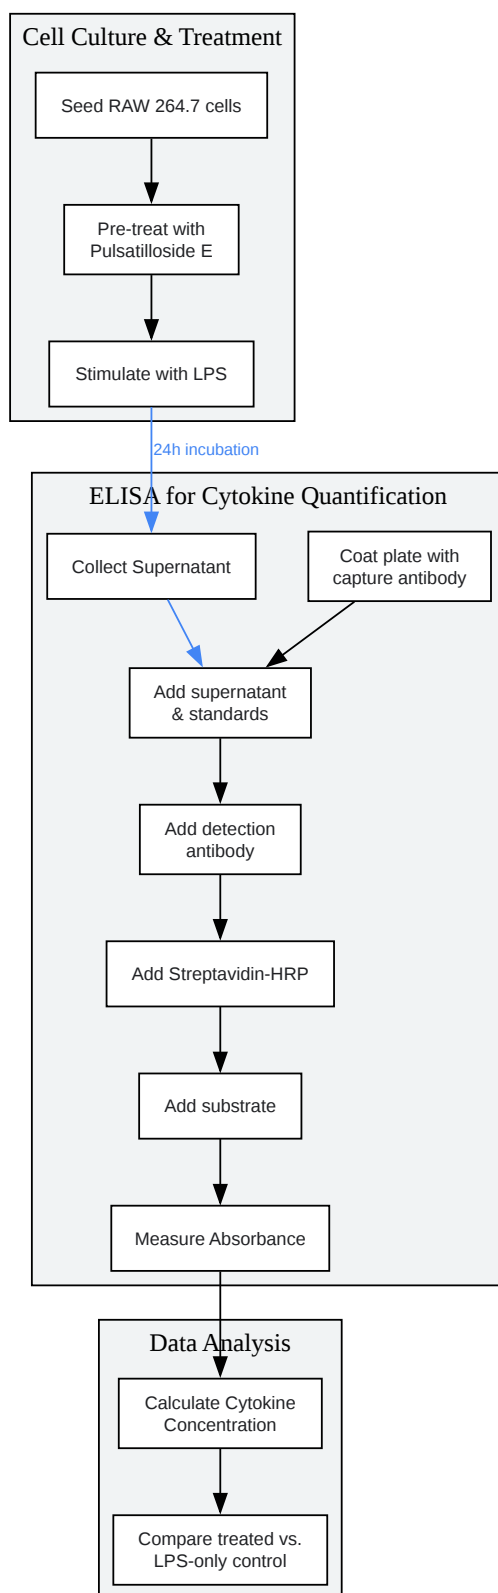 Cell Culture & Treatment
Seed RAW 264.7 cells
Pre-treat with
Pulsatilloside E
Stimulate with LPS
24h incubation
ELISA for Cytokine Quantification
Collect Supernatant
Coat plate with
capture antibody
Add supernatant
& standards
Add detection
antibody
Add Streptavidin-HRP
Add substrate
Measure Absorbance
Data Analysis
Calculate Cytokine
Concentration
Compare treated vs.
LPS-only control